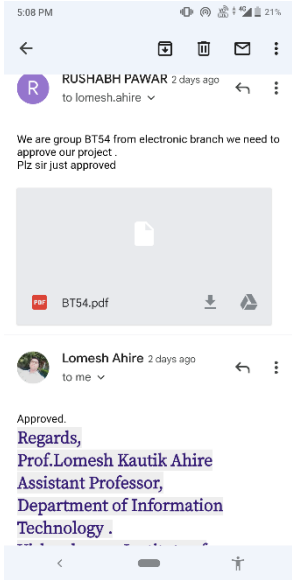 5:08 PM
4G
21%
RUSHABH PAWAR 2 days ago
R
to lomesh.ahire
We are group BT54 from electronic branch we need to
approve our project .
Plz sir just approved
PDF BT54.pdf
Lomesh Ahire 2 days ago
to me
Approved.
Regards,
Prof.Lomesh Kautik Ahire
Assistant Professor,
Department of Information
Technology .